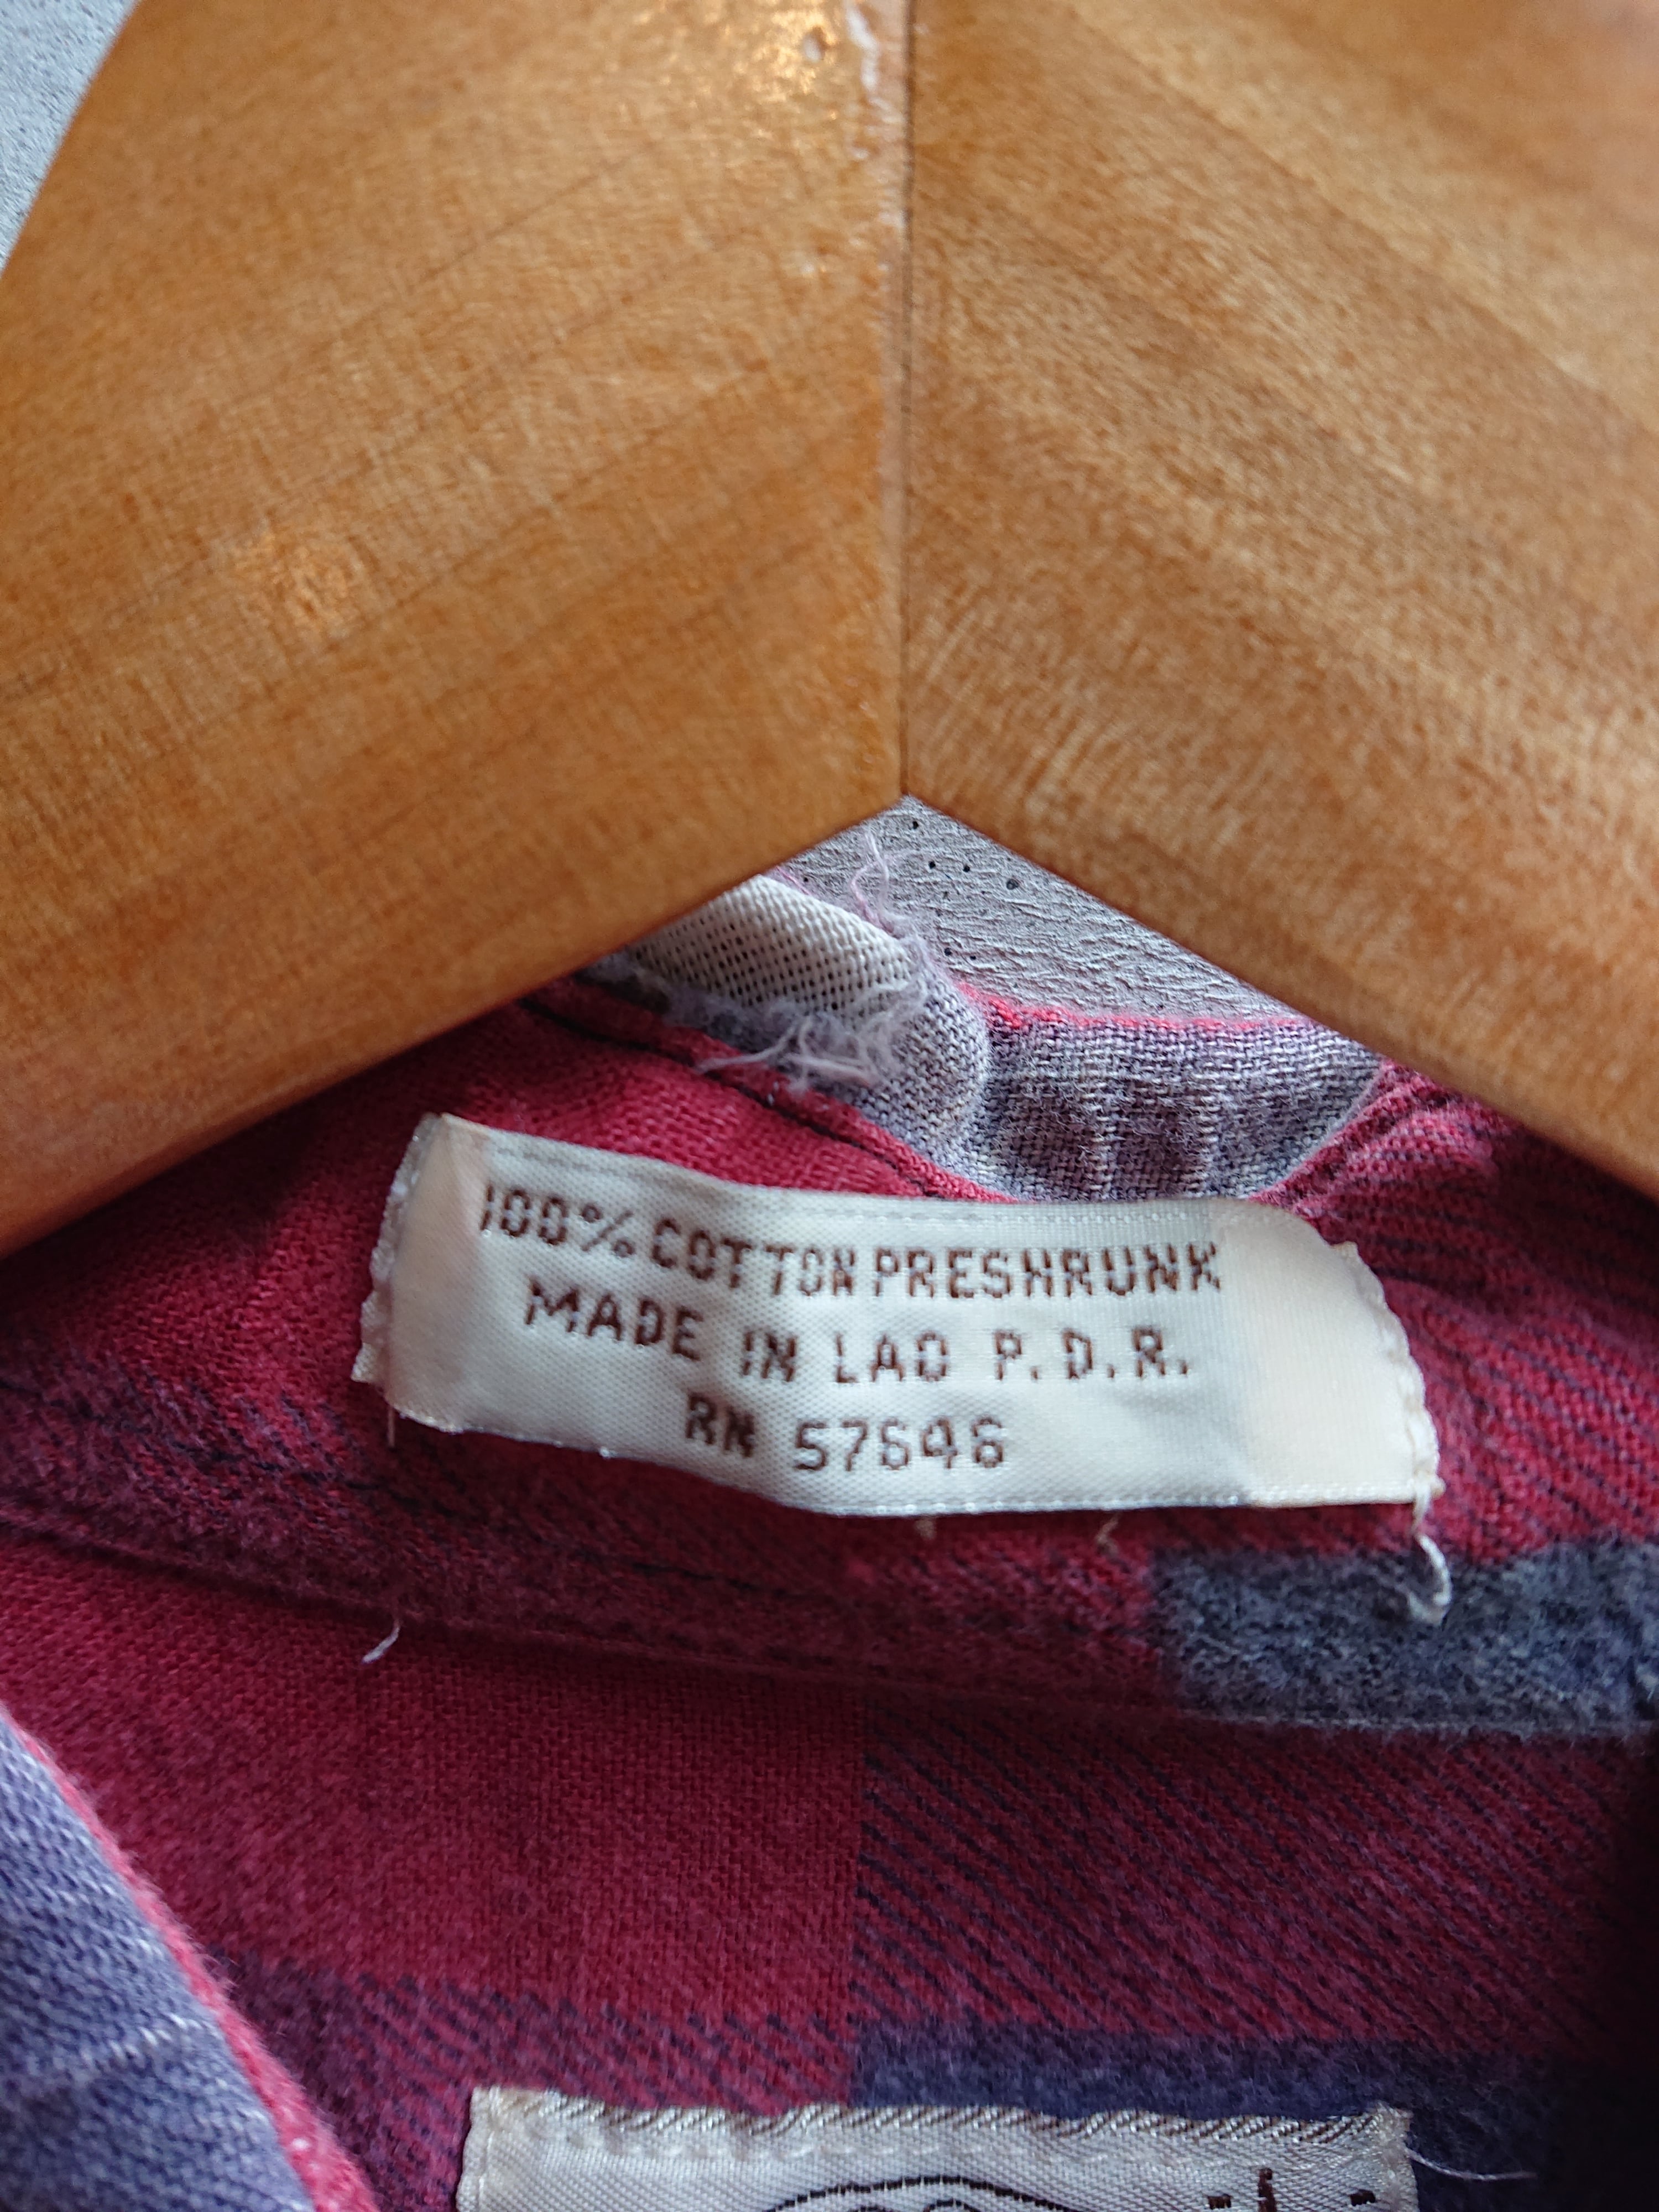 100% COTTON PRESHRUNK
MADE IN LAO P.D.R.
RN 57646